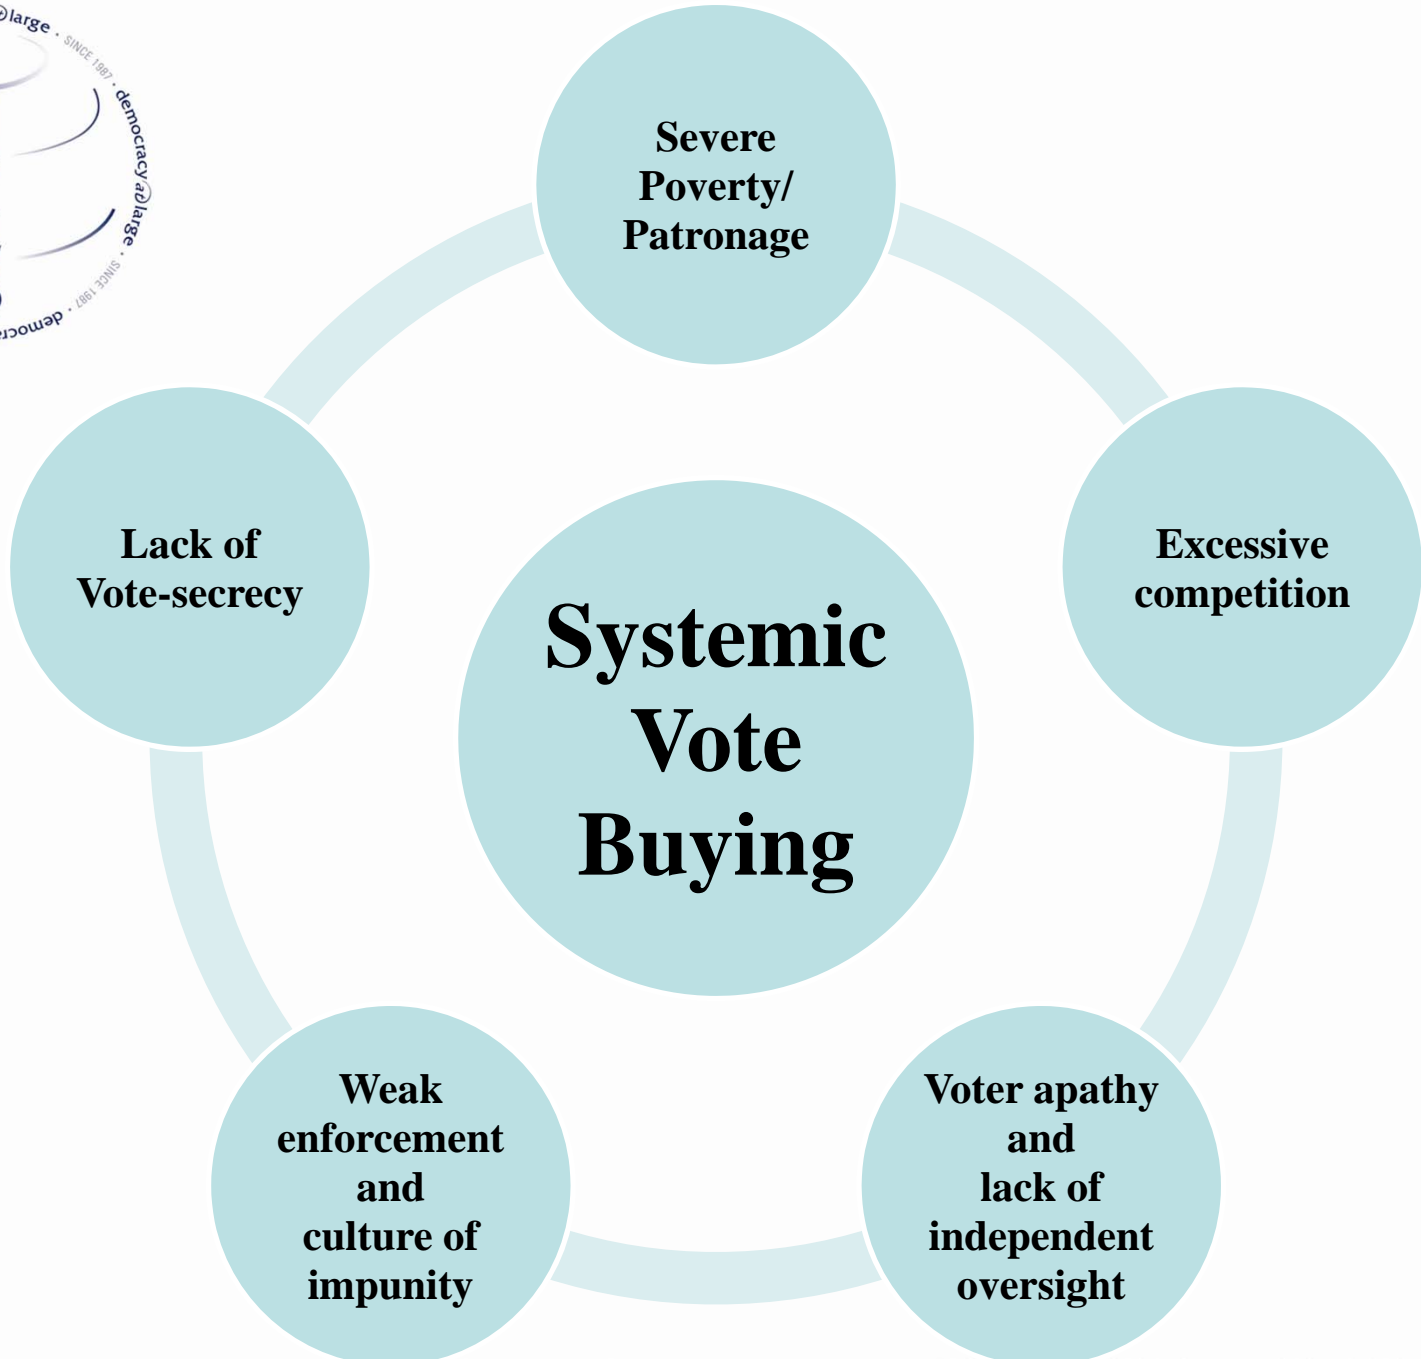 @large · SINCE 1987 · democracy at large · SINCE 1987 ·
Severe
Poverty/
Patronage
Lack of
Vote-secrecy
Excessive
competition
Systemic
Vote
Buying
Weak
enforcement
and
culture of
impunity
Voter apathy
and
lack of
independent
oversight